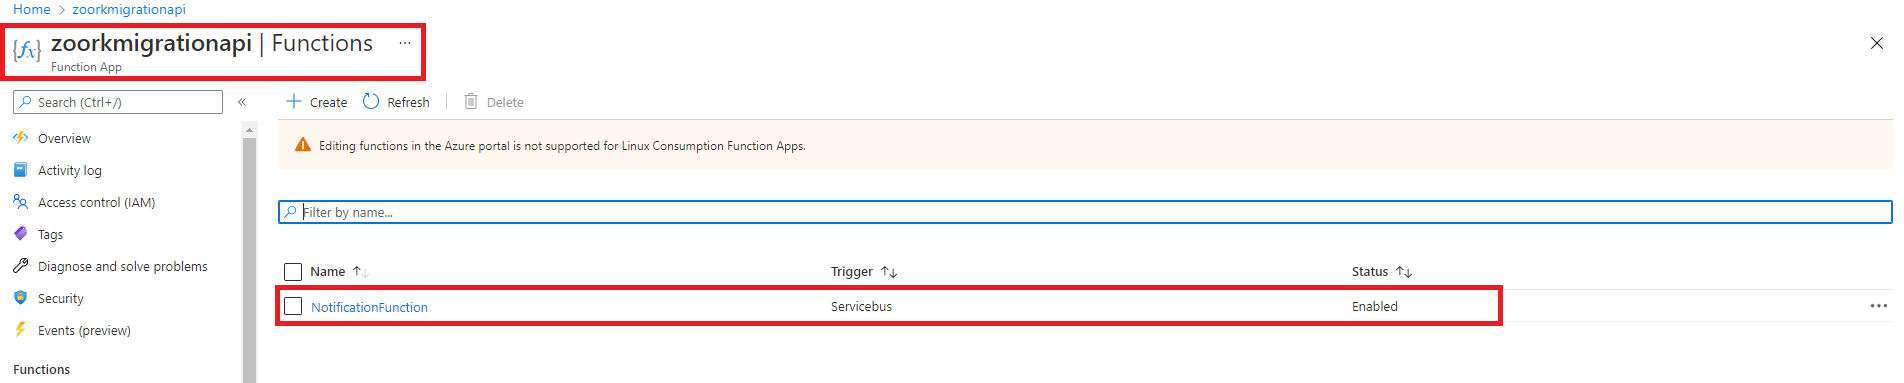 Home > zoorkmigrationapi
{fx} zoorkmigrationapi | Functions ...
Function App
Search (Ctrl+/) «
Create Refresh Delete
Overview
Editing functions in the Azure portal is not supported for Linux Consumption Function Apps.
Activity log
Access control (IAM)
Filter by name...
Tags
Diagnose and solve problems
Name ↑↓ Trigger ↑↓ Status ↑↓
Security
NotificationFunction Servicebus Enabled ...
Events (preview)
Functions